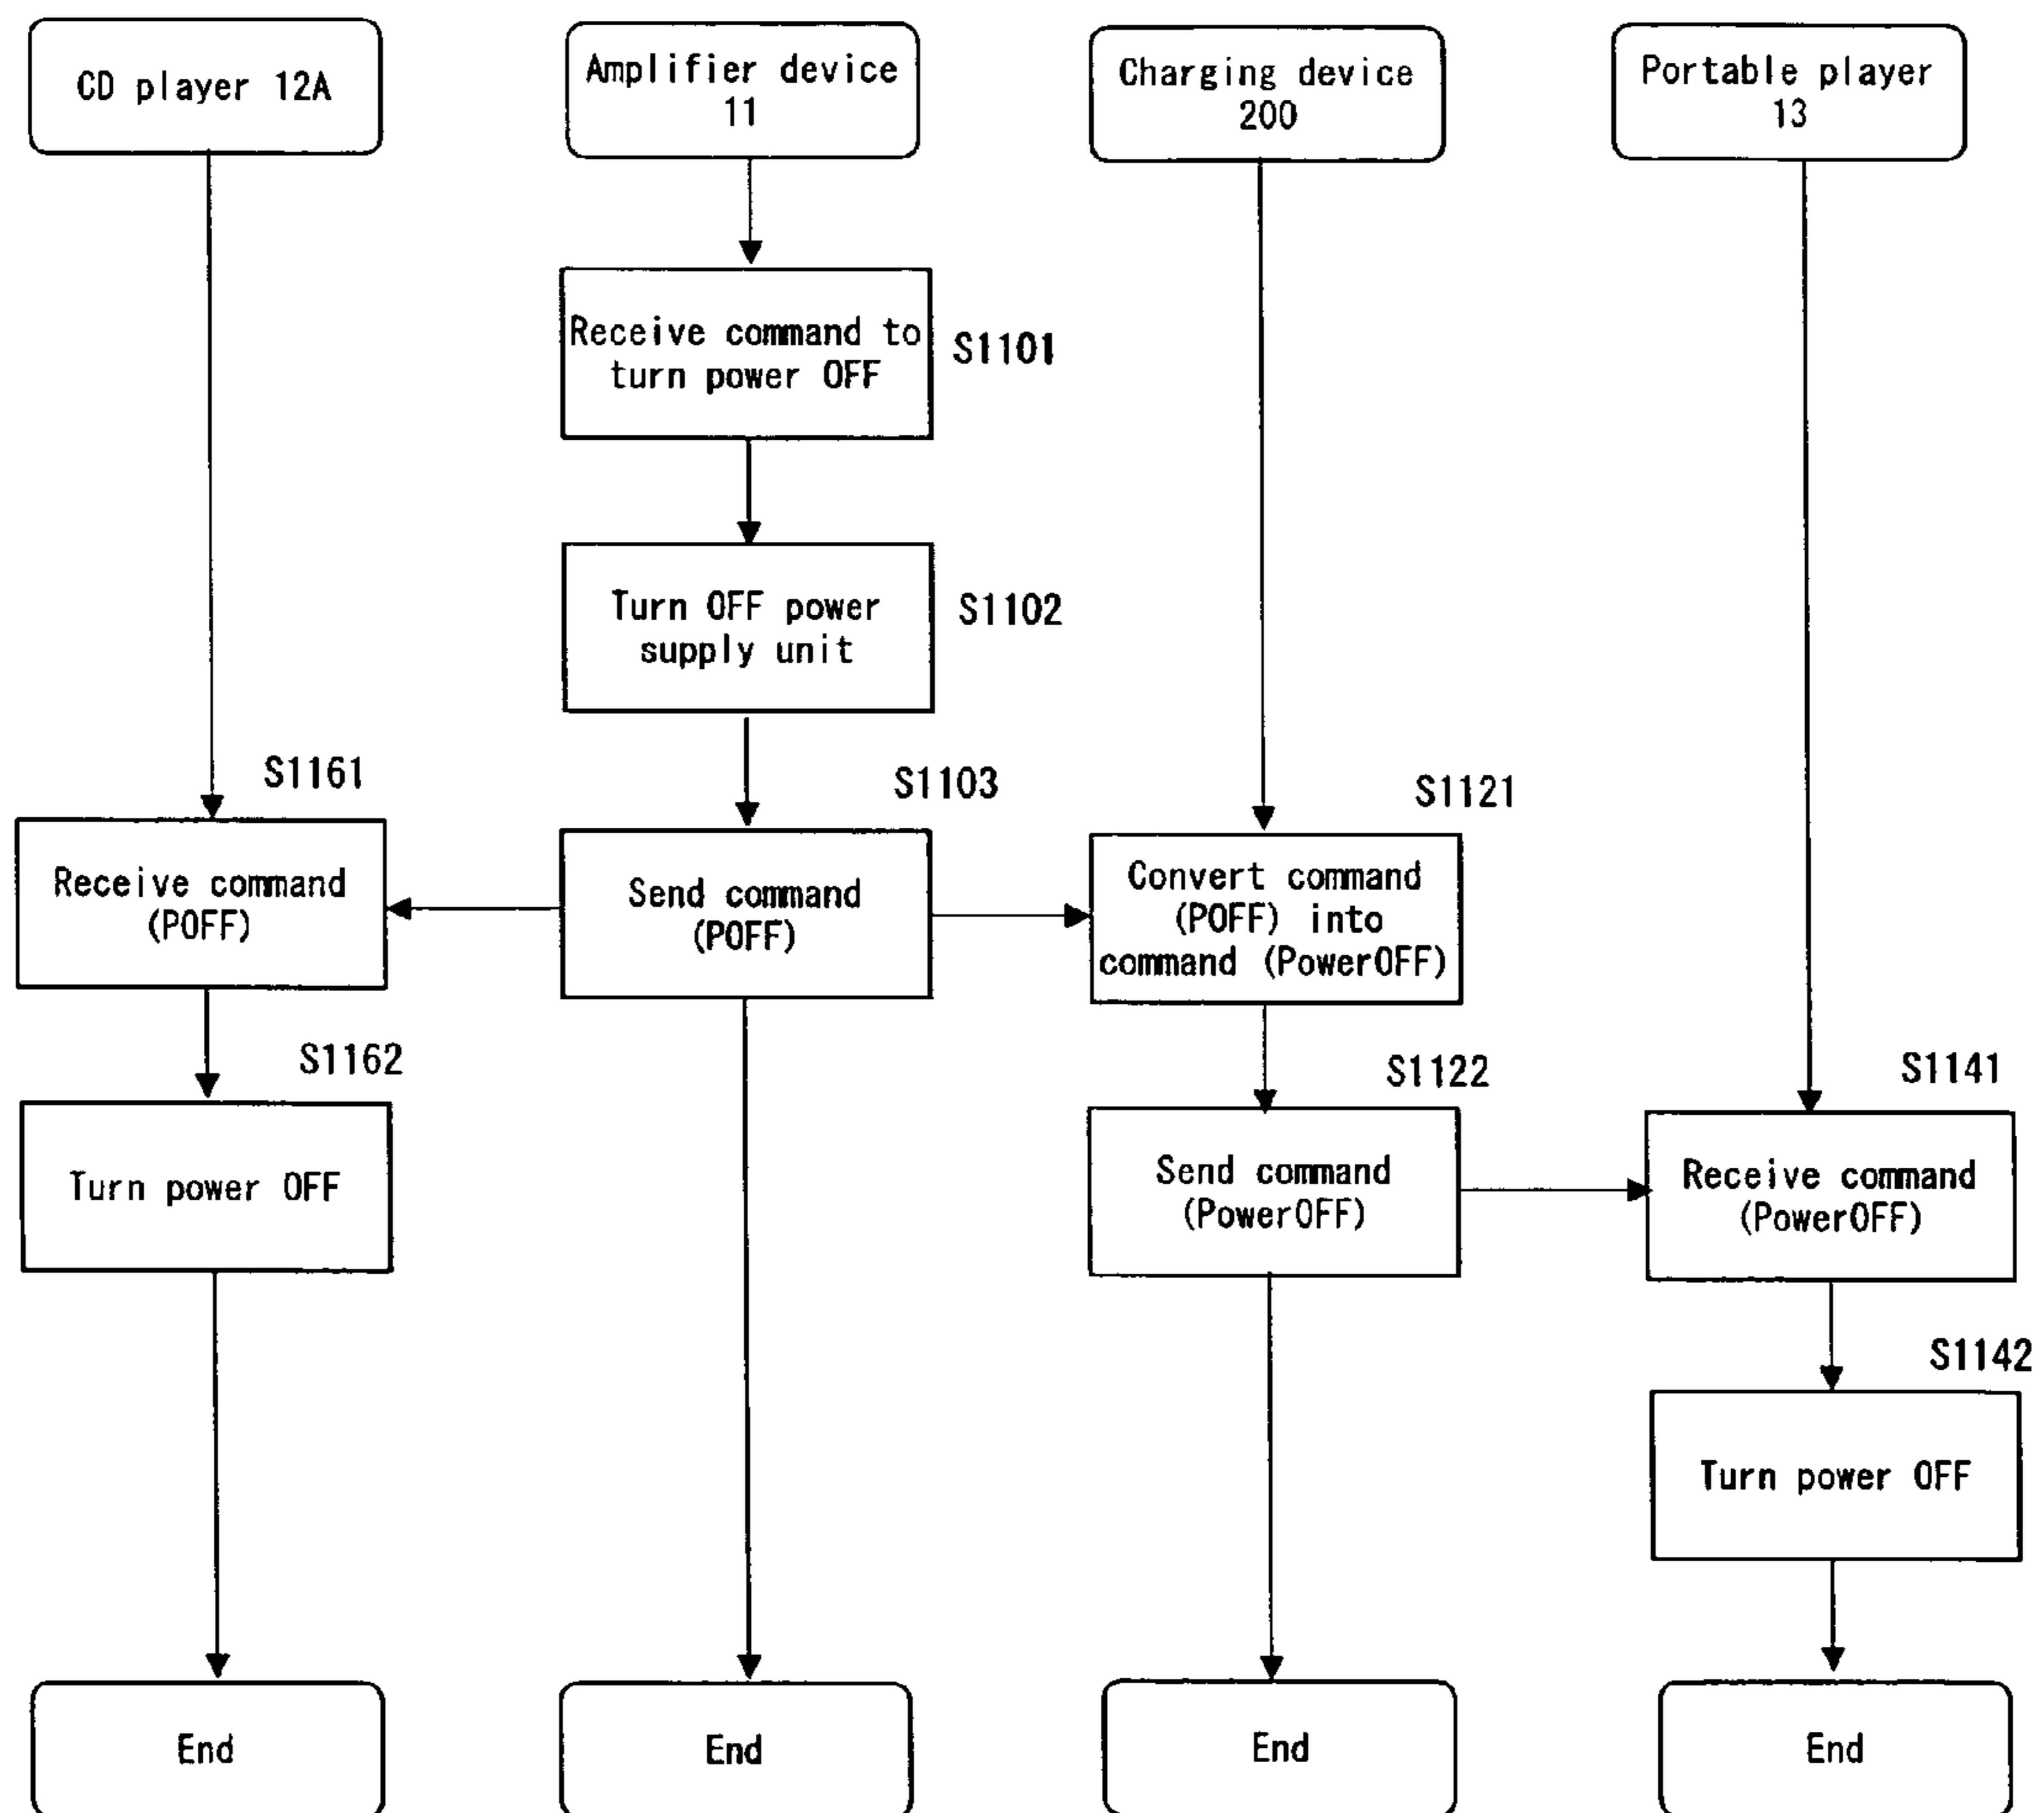 CD player 12A
Amplifier device
11
Charging device
200
Portable player
13
Receive command to
turn power OFF
S1101
Turn OFF power
supply unit
S1102
S1161
S1103
S1121
Receive command
(POFF)
Send command
(POFF)
Convert command
(POFF) into
command (PowerOFF)
S1162
S1122
S1141
Turn power OFF
Send command
(PowerOFF)
Receive command
(PowerOFF)
S1142
Turn power OFF
End
End
End
End